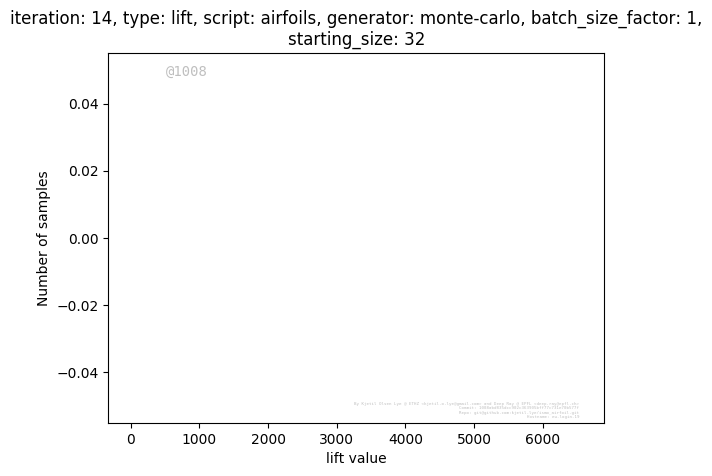 iteration: 14, type: lift, script: airfoils, generator: monte-carlo, batch_size_factor: 1,
starting_size: 32
@1008
0.04
0.02
0.00
−0.02
−0.04
Number of samples
0 1000 2000 3000 4000 5000 6000
lift value